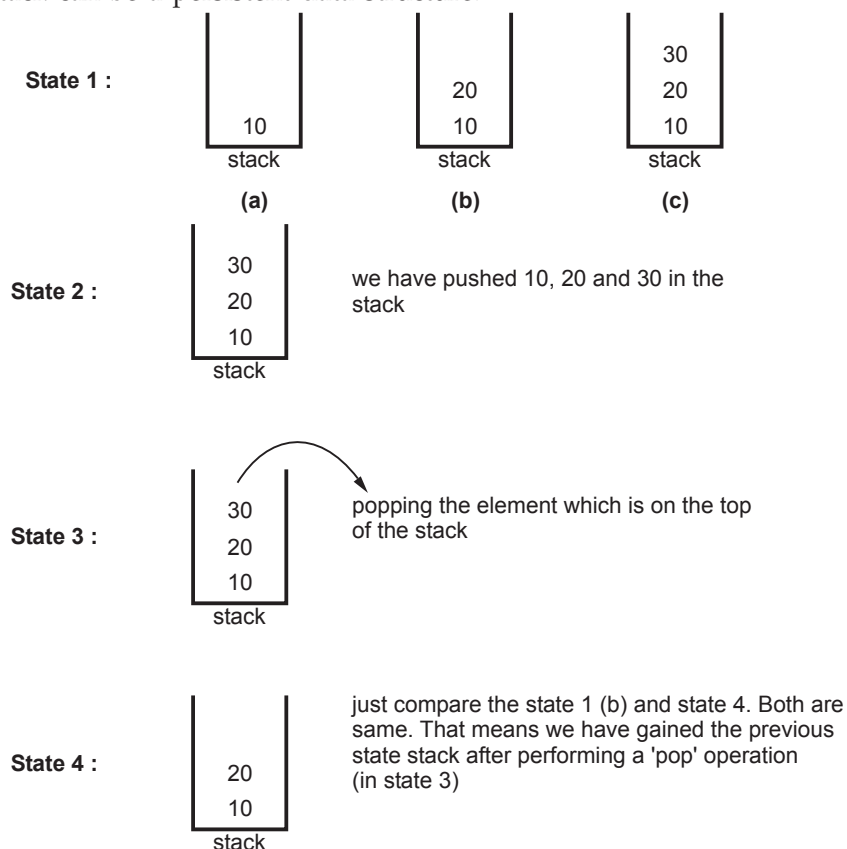 State 1 :
10
stack
(a)
20
10
stack
(b)
30
20
10
stack
(c)
State 2 :
30
20
10
stack
we have pushed 10, 20 and 30 in the
stack
State 3 :
30
20
10
stack
popping the element which is on the top
of the stack
State 4 :
20
10
stack
just compare the state 1 (b) and state 4. Both are
same. That means we have gained the previous
state stack after performing a 'pop' operation
(in state 3)